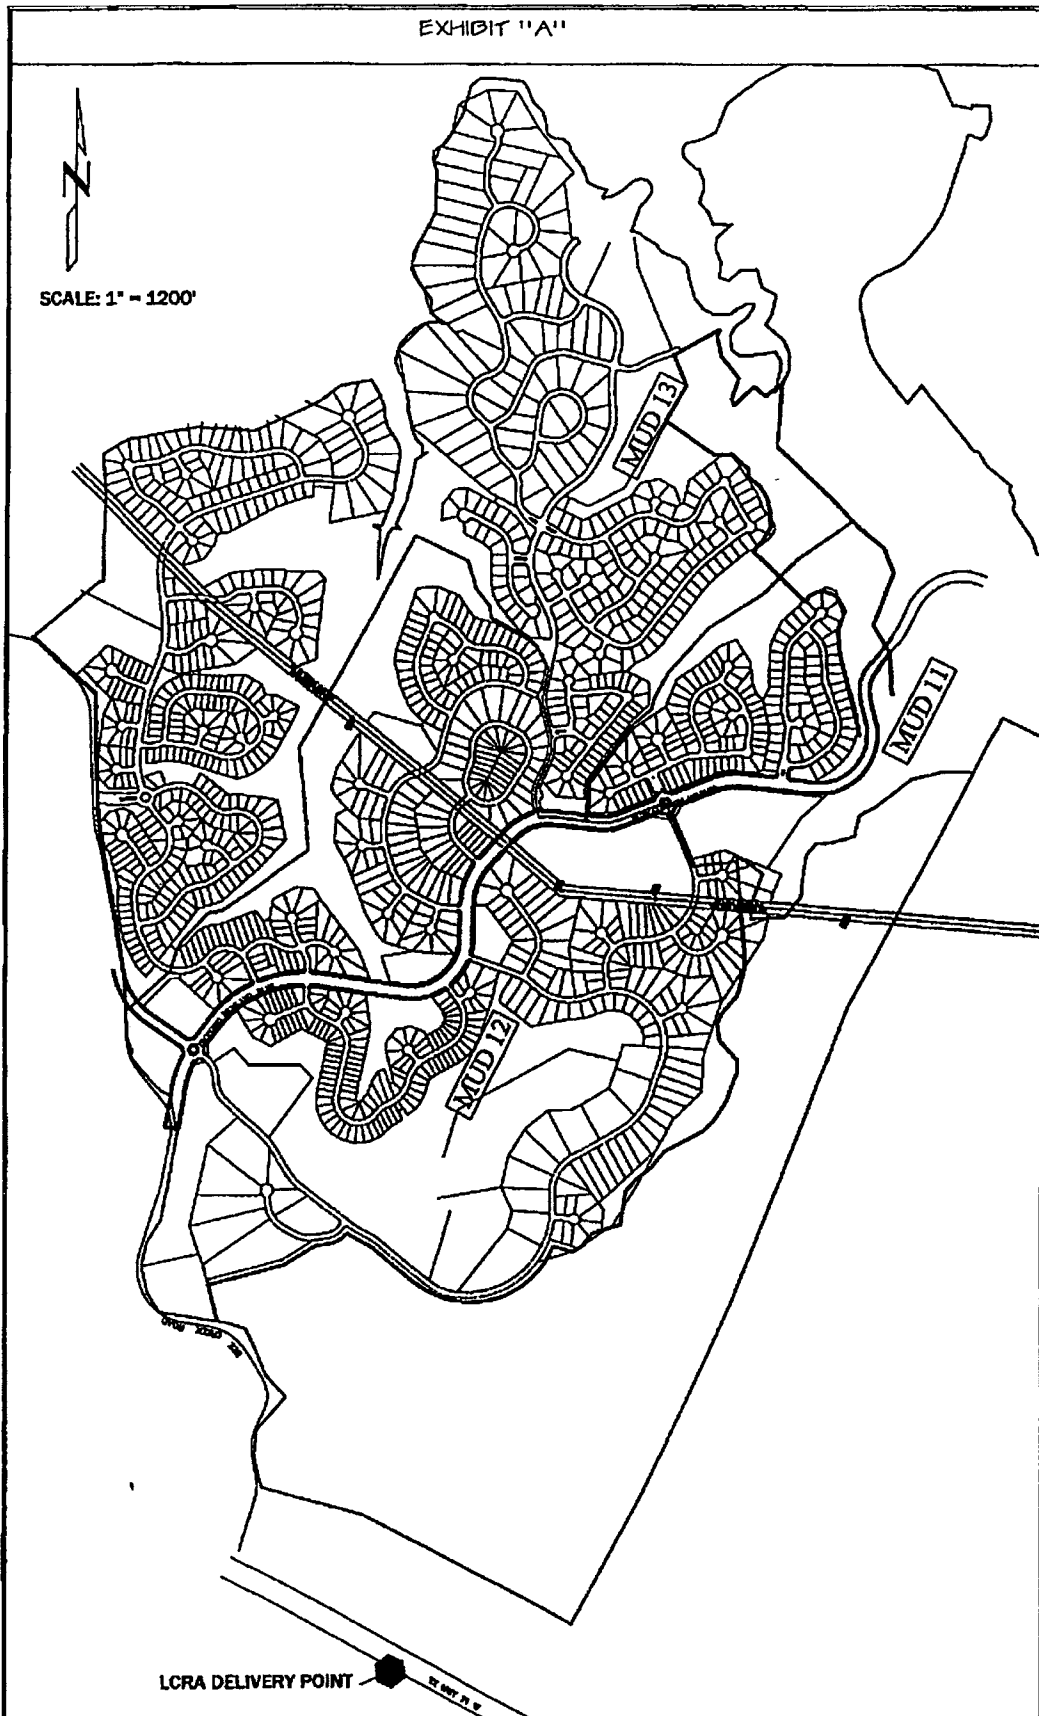 EXHIBIT "A"
N
SCALE: 1" = 1200'
MUD 13
MUD 11
MUD 12
LCRA DELIVERY POINT